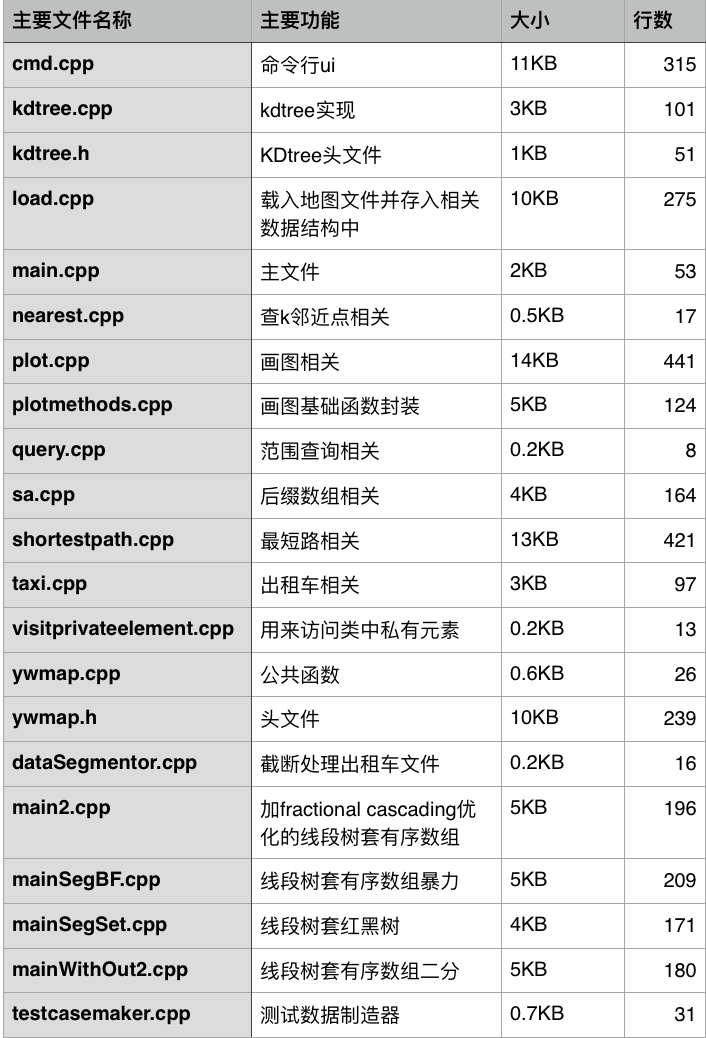 主要文件名称 主要功能 大小 行数
cmd.cpp 命令行ui 11KB 315
kdtree.cpp kdtree实现 3KB 101
kdtree.h KDtree头文件 1KB 51
load.cpp 载入地图文件并存入相关 10KB 275
数据结构中
main.cpp 主文件 2KB 53
nearest.cpp 查k邻近点相关 0.5KB 17
plot.cpp 画图相关 14KB 441
plotmethods.cpp 画图基础函数封装 5KB 124
query.cpp 范围查询相关 0.2KB 8
sa.cpp 后缀数组相关 4KB 164
shortestpath.cpp 最短路相关 13KB 421
taxi.cpp 出租车相关 3KB 97
visitprivateelement.cpp 用来访问类中私有元素 0.2KB 13
ywmap.cpp 公共函数 0.6KB 26
ywmap.h 头文件 10KB 239
dataSegmentor.cpp 截断处理出租车文件 0.2KB 16
main2.cpp 加fractional cascading优 5KB 196
化的线段树套有序数组
mainSegBF.cpp 线段树套有序数组暴力 5KB 209
mainSegSet.cpp 线段树套红黑树 4KB 171
mainWithOut2.cpp 线段树套有序数组二分 5KB 180
testcasemaker.cpp 测试数据制造器 0.7KB 31